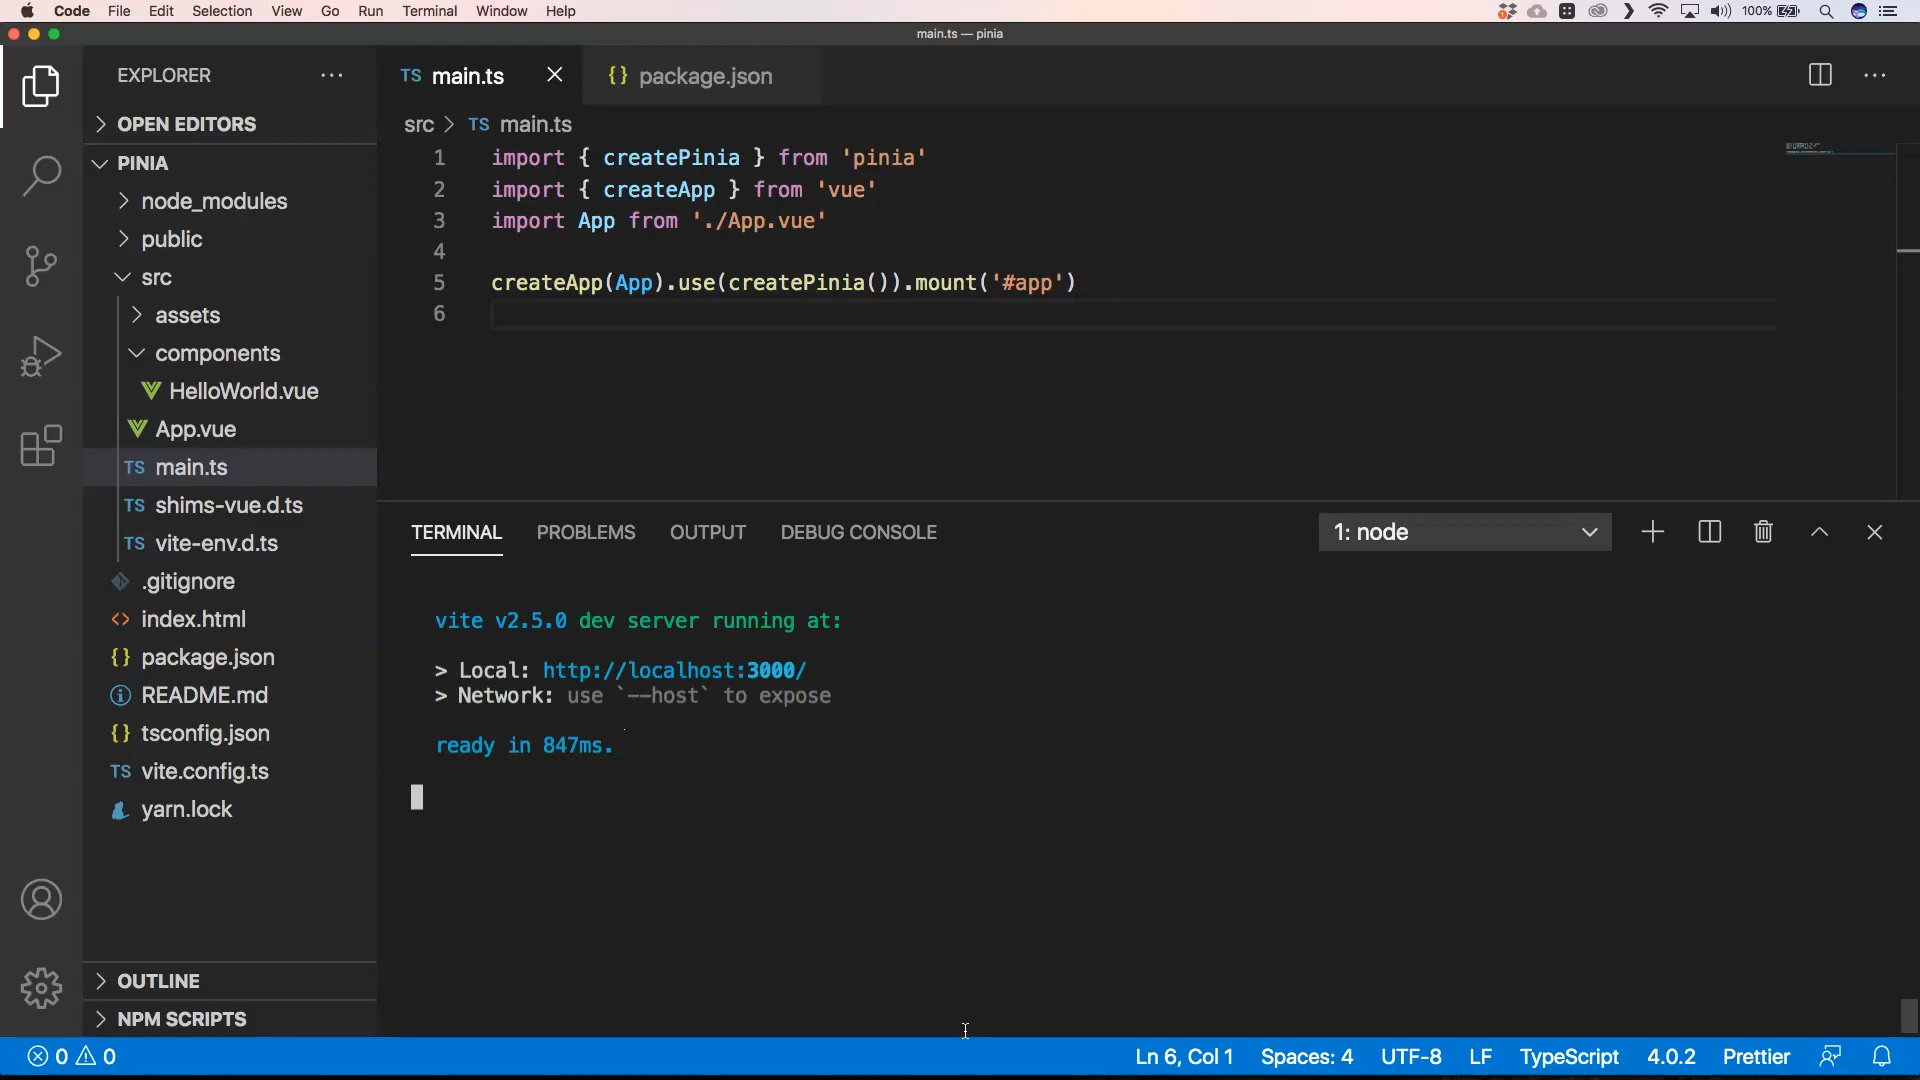 Code File Edit Selection View Go Run Terminal Window Help 100%
main.ts — pinia
EXPLORER
OPEN EDITORS
PINIA
node_modules
public
src
assets
components
HelloWorld.vue
App.vue
TS main.ts
TS shims-vue.d.ts
TS vite-env.d.ts
.gitignore
<> index.html
{} package.json
README.md
{} tsconfig.json
TS vite.config.ts
yarn.lock
OUTLINE
NPM SCRIPTS
TS main.ts
{} package.json
src > TS main.ts
1 import { createPinia } from 'pinia'
2 import { createApp } from 'vue'
3 import App from './App.vue'
4
5 createApp(App).use(createPinia()).mount('#app')
6
TERMINAL PROBLEMS OUTPUT DEBUG CONSOLE 1: node
vite v2.5.0 dev server running at:
> Local: http://localhost:3000/
> Network: use `--host` to expose
ready in 847ms.
0 0 Ln 6, Col 1 Spaces: 4 UTF-8 LF TypeScript 4.0.2 Prettier